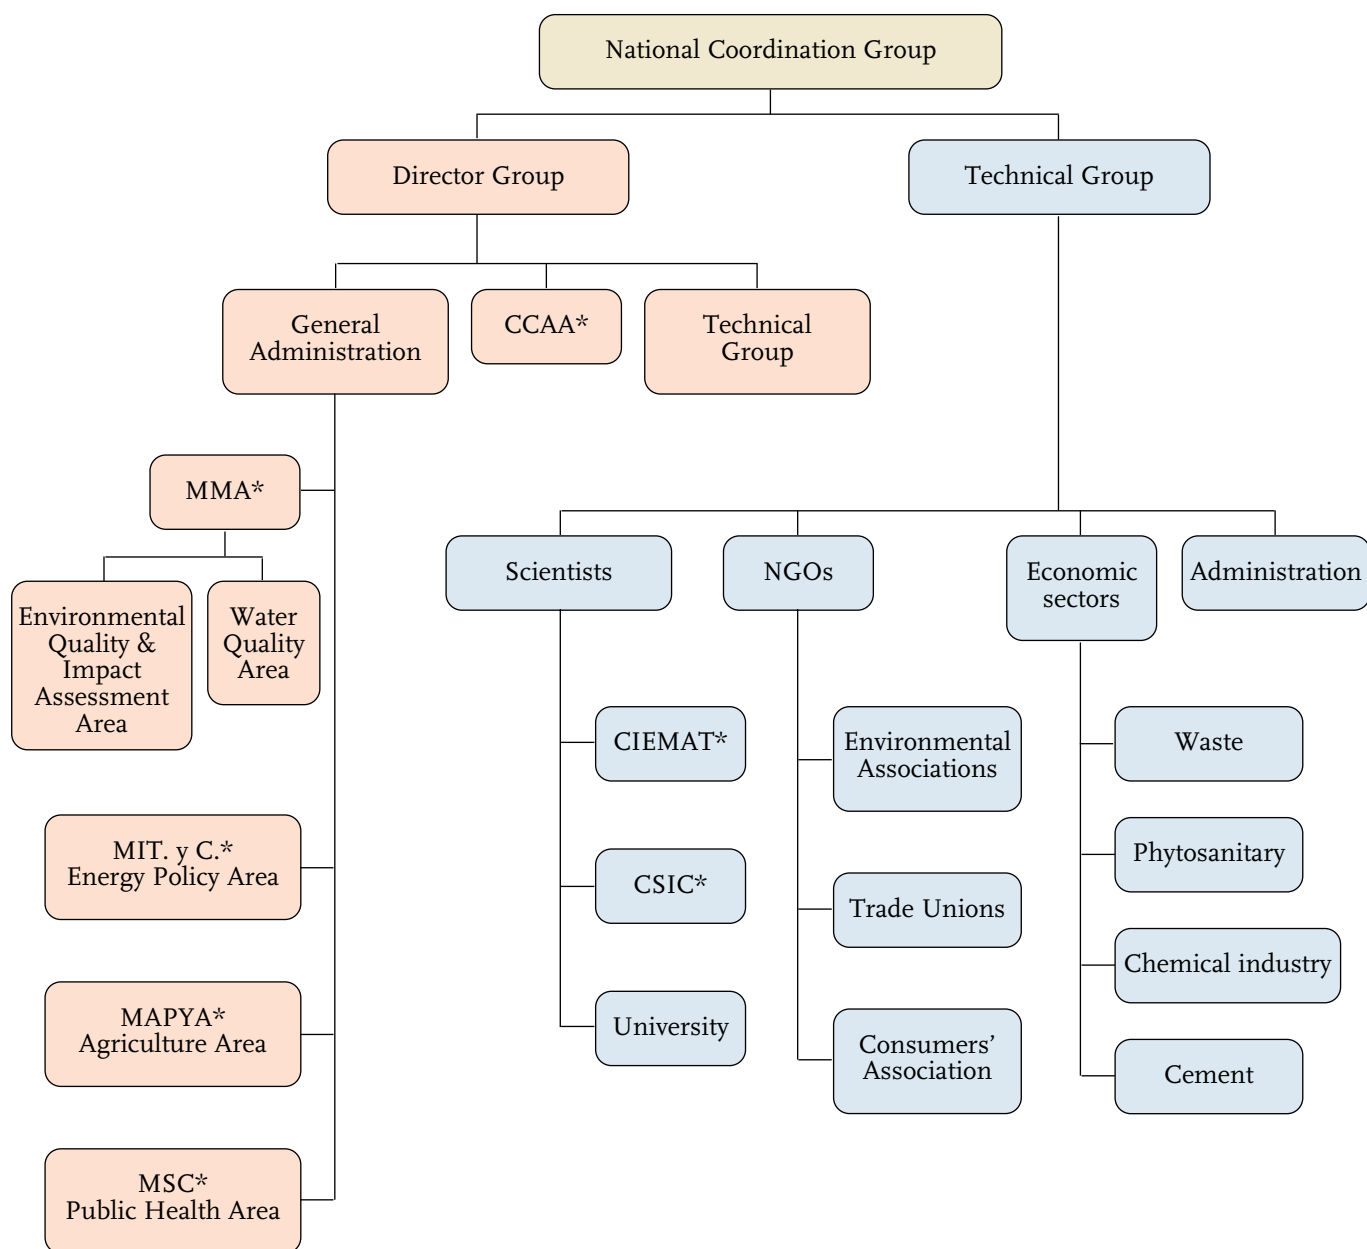 National Coordination Group
Director Group
Technical Group
General
Administration
CCAA*
Technical
Group
MMA*
Environmental
Quality &
Impact
Assessment
Area
Water
Quality
Area
MIT. y C.*
Energy Policy Area
MAPYA*
Agriculture Area
MSC*
Public Health Area
Scientists
NGOs
Economic
sectors
Administration
CIEMAT*
CSIC*
University
Environmental
Associations
Trade Unions
Consumers’
Association
Waste
Phytosanitary
Chemical industry
Cement